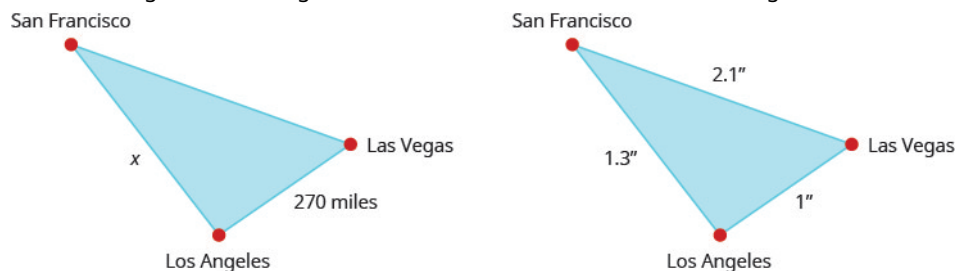 San Francisco
x
Las Vegas
270 miles
Los Angeles
San Francisco
2.1”
1.3”
Las Vegas
1”
Los Angeles